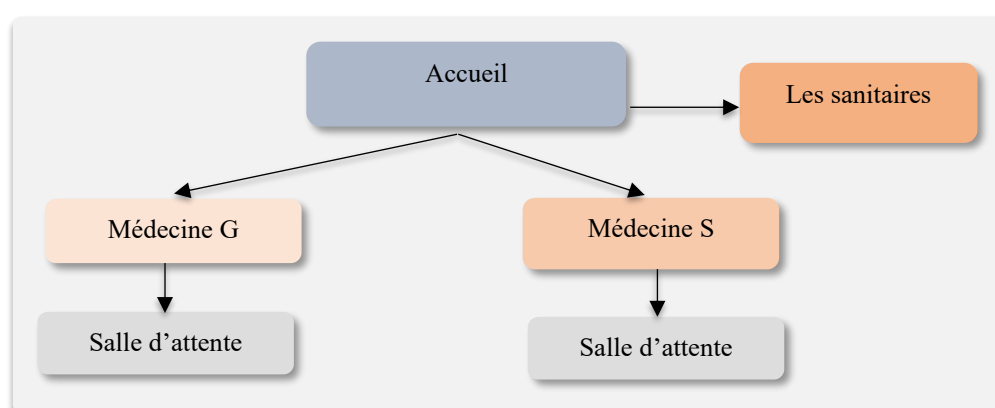 Accueil
Les sanitaires
Médecine G
Médecine S
Salle d’attente
Salle d’attente